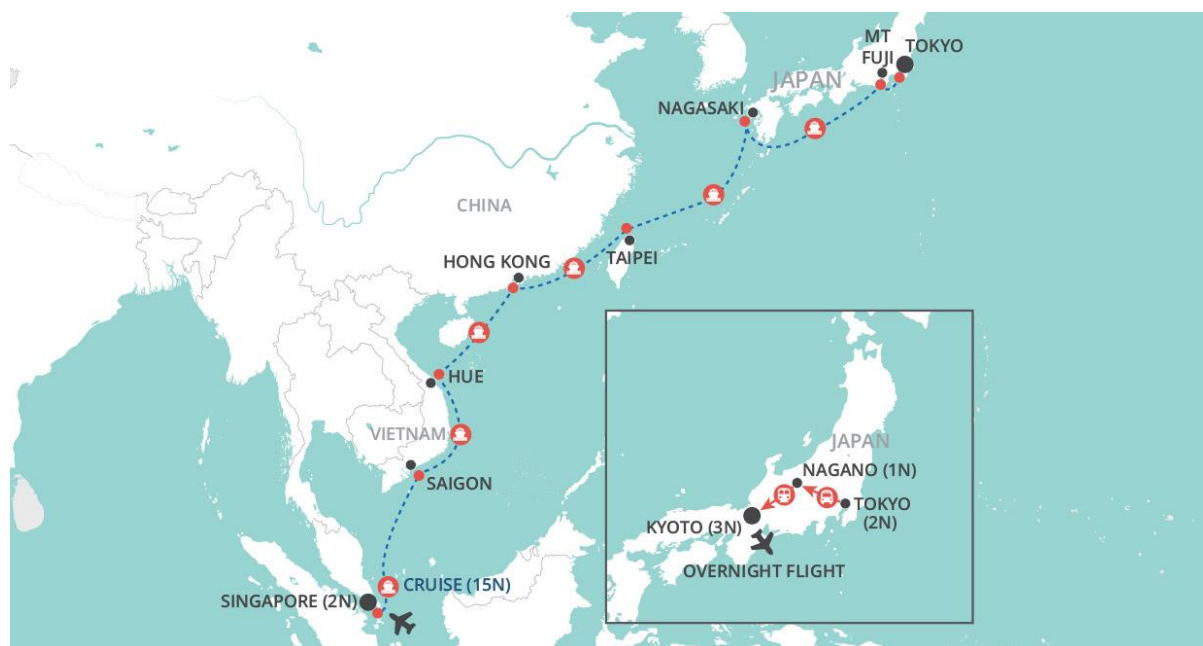 MT
FUJI
TOKYO
JAPAN
NAGASAKI
CHINA
TAIPEI
HONG KONG
HUE
VIETNAM
SAIGON
CRUISE (15N)
SINGAPORE (2N)
JAPAN
NAGANO (1N)
TOKYO
(2N)
KYOTO (3N)
OVERNIGHT FLIGHT